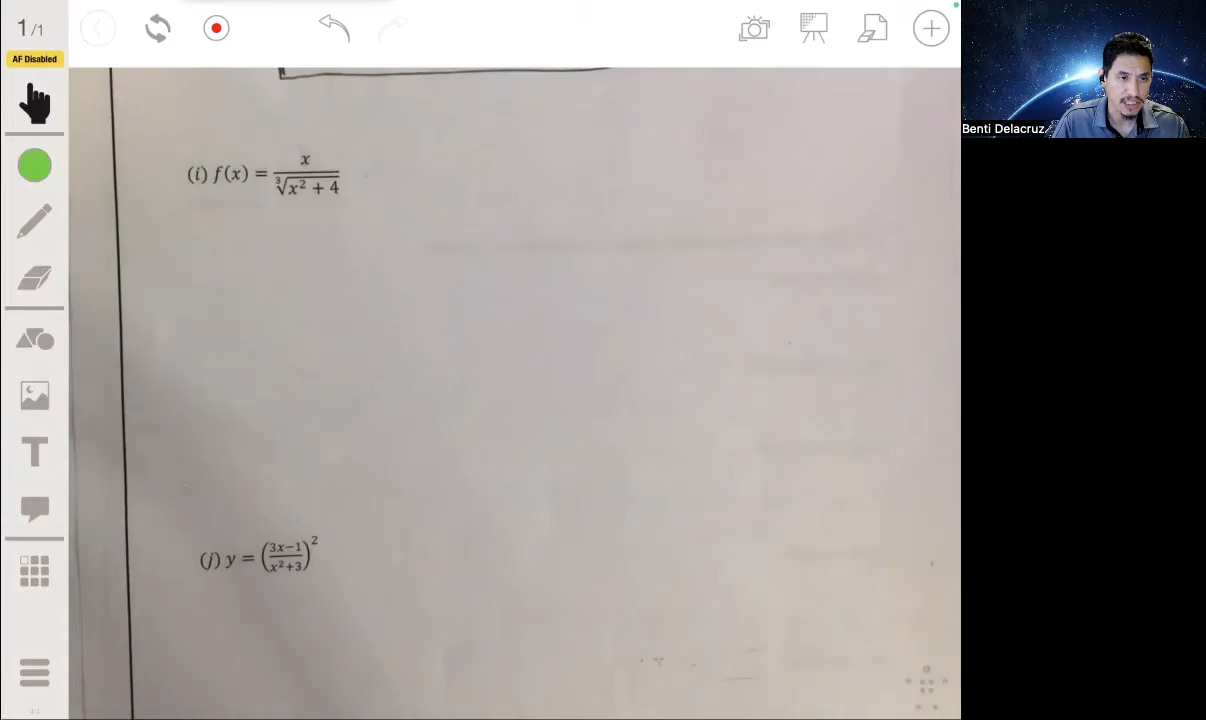 1/1
AF Disabled
Benti Delacruz
(i) f(x) = x / ∛(x² + 4)
T
(j) y = ((3x−1)/(x²+3))²